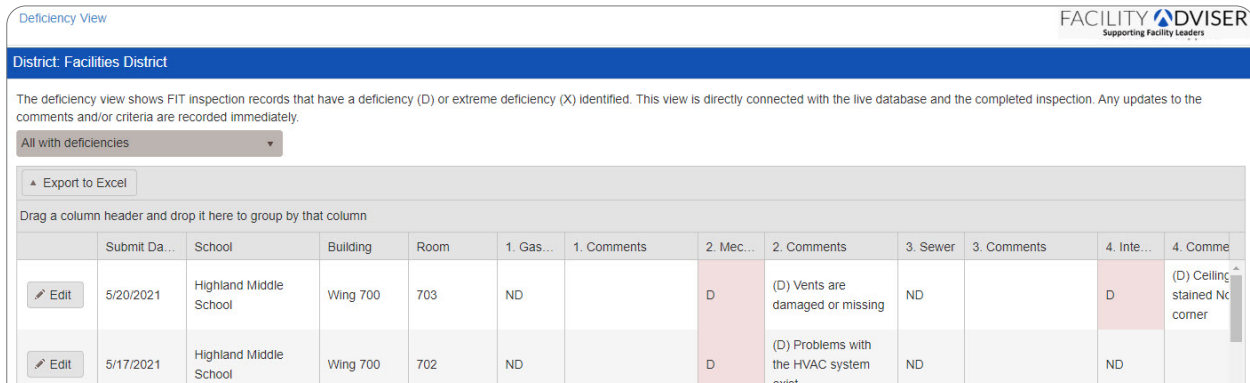 Deficiency View
FACILITY ADVISER
Supporting Facility Leaders
District: Facilities District
The deficiency view shows FIT inspection records that have a deficiency (D) or extreme deficiency (X) identified. This view is directly connected with the live database and the completed inspection. Any updates to the
comments and/or criteria are recorded immediately.
All with deficiencies
Export to Excel
Drag a column header and drop it here to group by that column
Submit Da... School Building Room 1. Gas... 1. Comments 2. Mec... 2. Comments 3. Sewer 3. Comments 4. Inte... 4. Comme
Edit 5/20/2021 Highland Middle School Wing 700 703 ND D (D) Vents are damaged or missing ND D (D) Ceiling stained No corner
Edit 5/17/2021 Highland Middle School Wing 700 702 ND D (D) Problems with the HVAC system exist ND ND